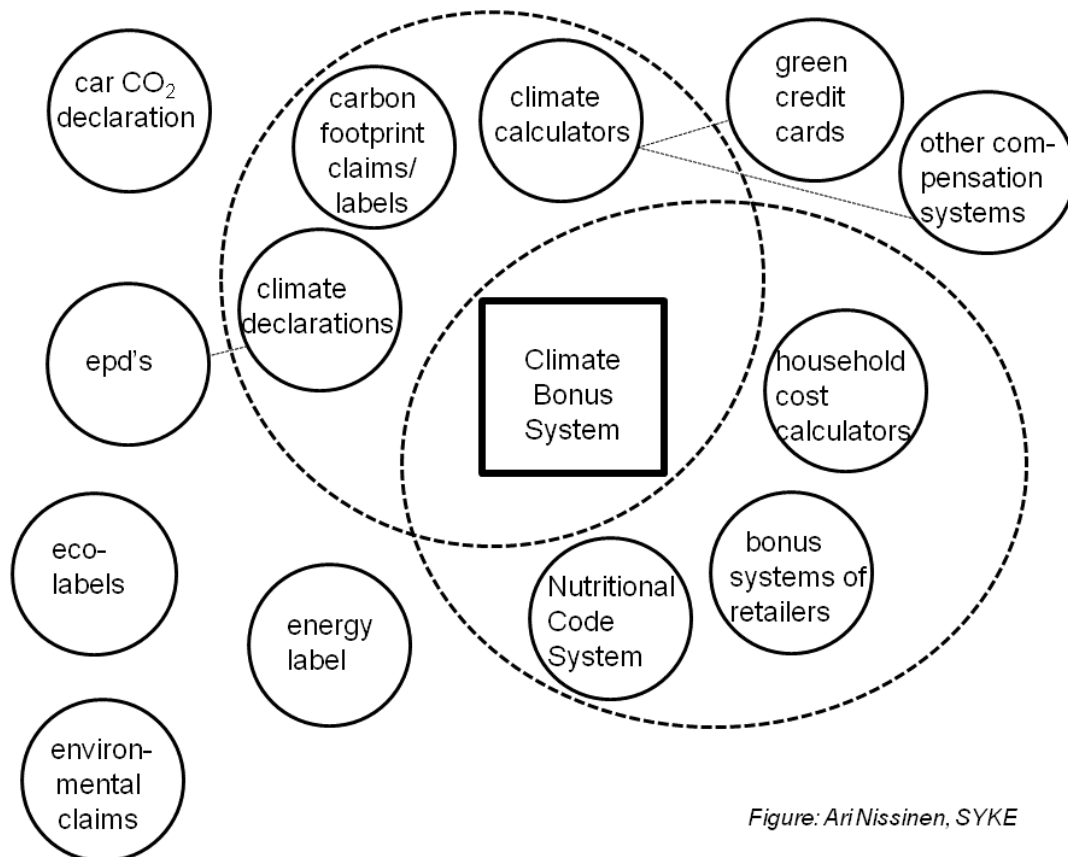 car CO₂
declaration
carbon
footprint
claims/
labels
climate
calculators
green
credit
cards
other com-
pensation
systems
climate
declarations
epd's
Climate
Bonus
System
household
cost
calculators
eco-
labels
energy
label
Nutritional
Code
System
bonus
systems of
retailers
environ-
mental
claims
Figure: Ari Nissinen, SYKE